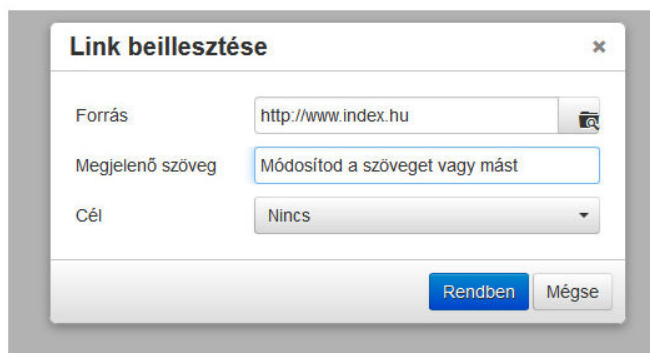 Link beillesztése ×
Forrás http://www.index.hu
Megjelenő szöveg Módosítod a szöveget vagy mást
Cél Nincs
Rendben Mégse